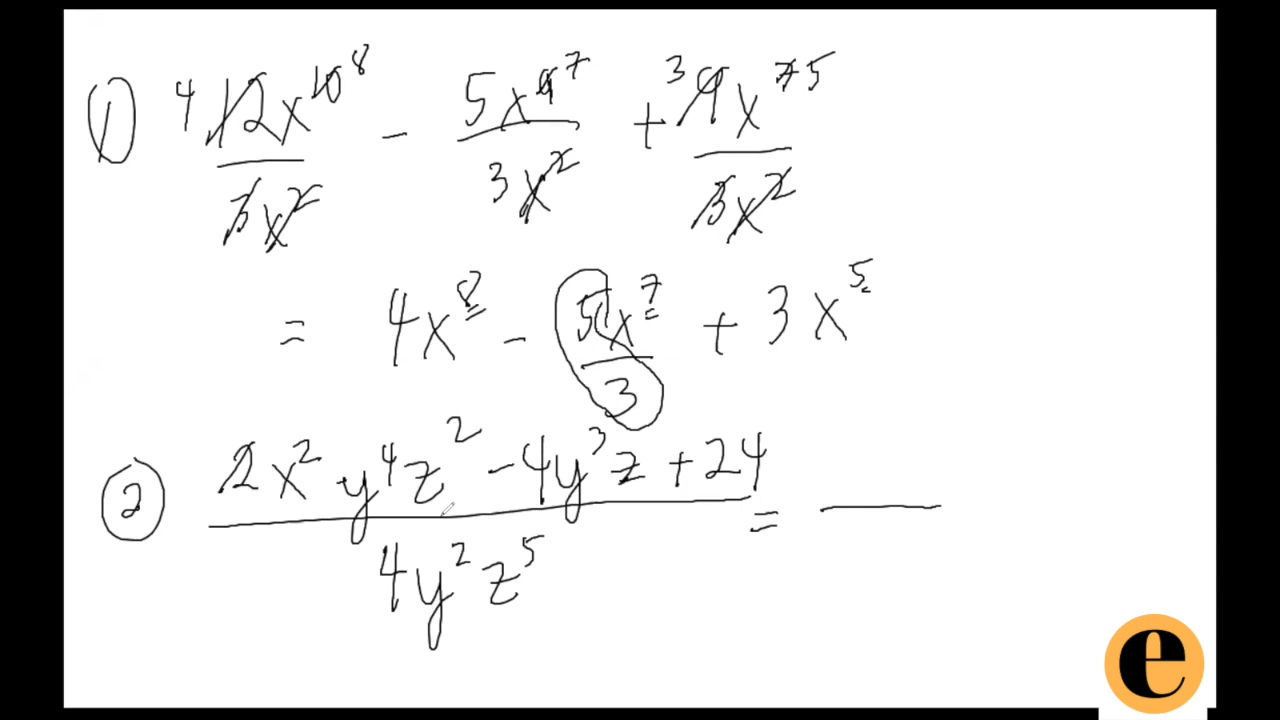 ① 4 12x^10 8 / 3x^2 - 5x^9 7 / 3x^2 + 3 9x^7 5 / 3x^2
= 4x^8 - 5x^7 / 3 + 3x^5
② 2x^2 y^4 z^2 - 4y^3 z + 24 / 4y^2 z^5 = __
e